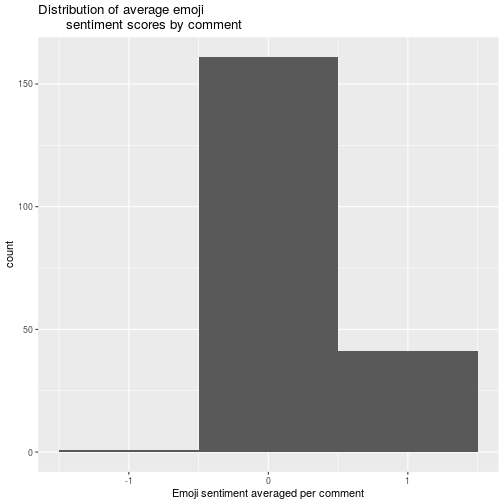 Distribution of average emoji
sentiment scores by comment
150
100
50
0
count
-1
0
1
Emoji sentiment averaged per comment